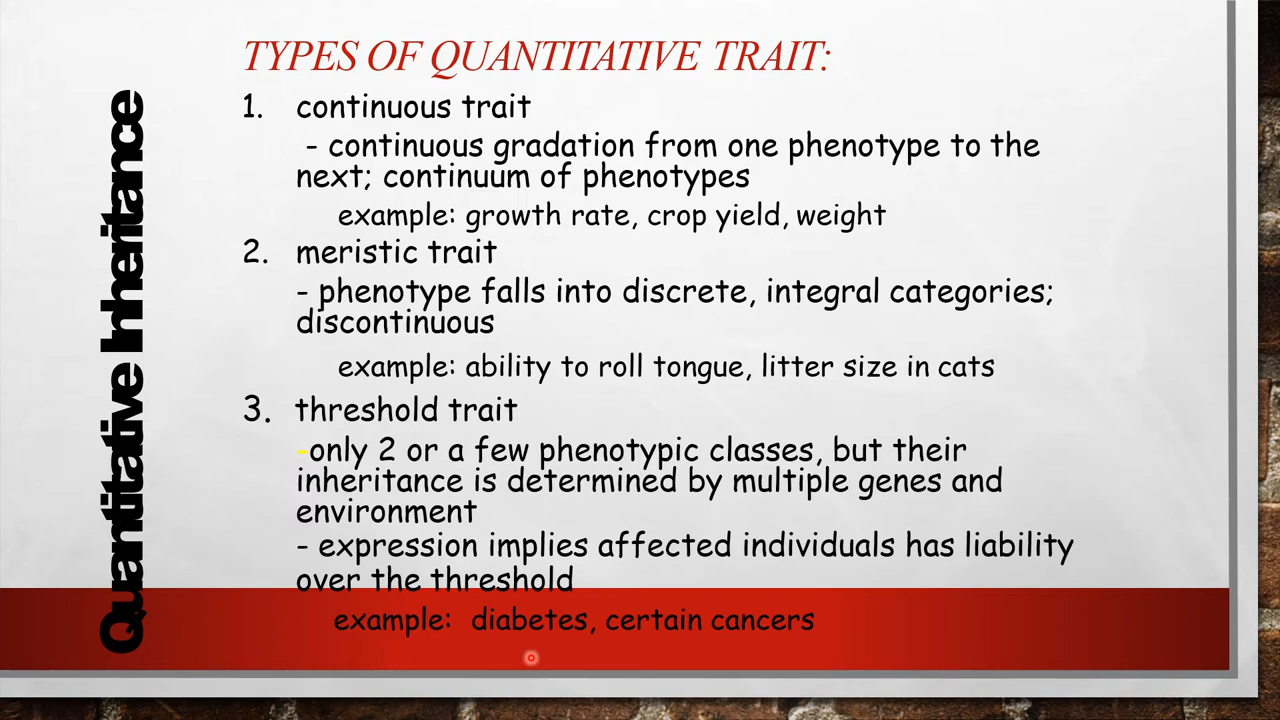 Quantitative Inheritance
TYPES OF QUANTITATIVE TRAIT:
1. continuous trait
- continuous gradation from one phenotype to the
next; continuum of phenotypes
example: growth rate, crop yield, weight
2. meristic trait
- phenotype falls into discrete, integral categories;
discontinuous
example: ability to roll tongue, litter size in cats
3. threshold trait
-only 2 or a few phenotypic classes, but their
inheritance is determined by multiple genes and
environment
- expression implies affected individuals has liability
over the threshold
example: diabetes, certain cancers